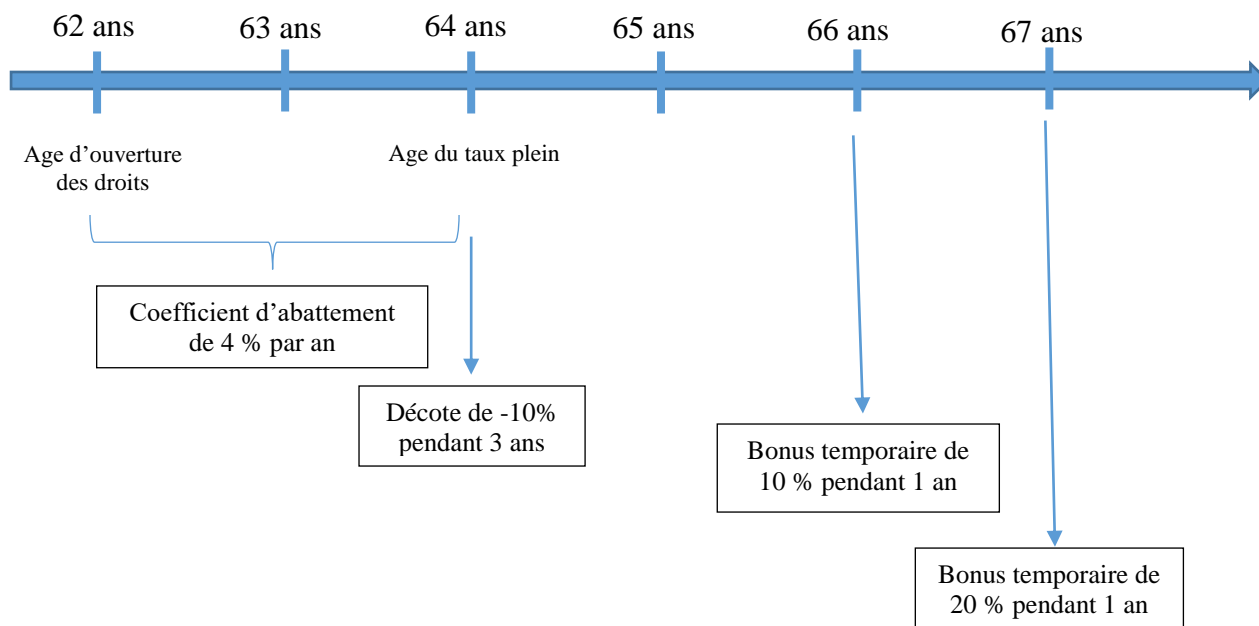 62 ans
63 ans
64 ans
65 ans
66 ans
67 ans
Age d’ouverture
des droits
Age du taux plein
Coefficient d’abattement
de 4 % par an
Décote de -10%
pendant 3 ans
Bonus temporaire de
10 % pendant 1 an
Bonus temporaire de
20 % pendant 1 an